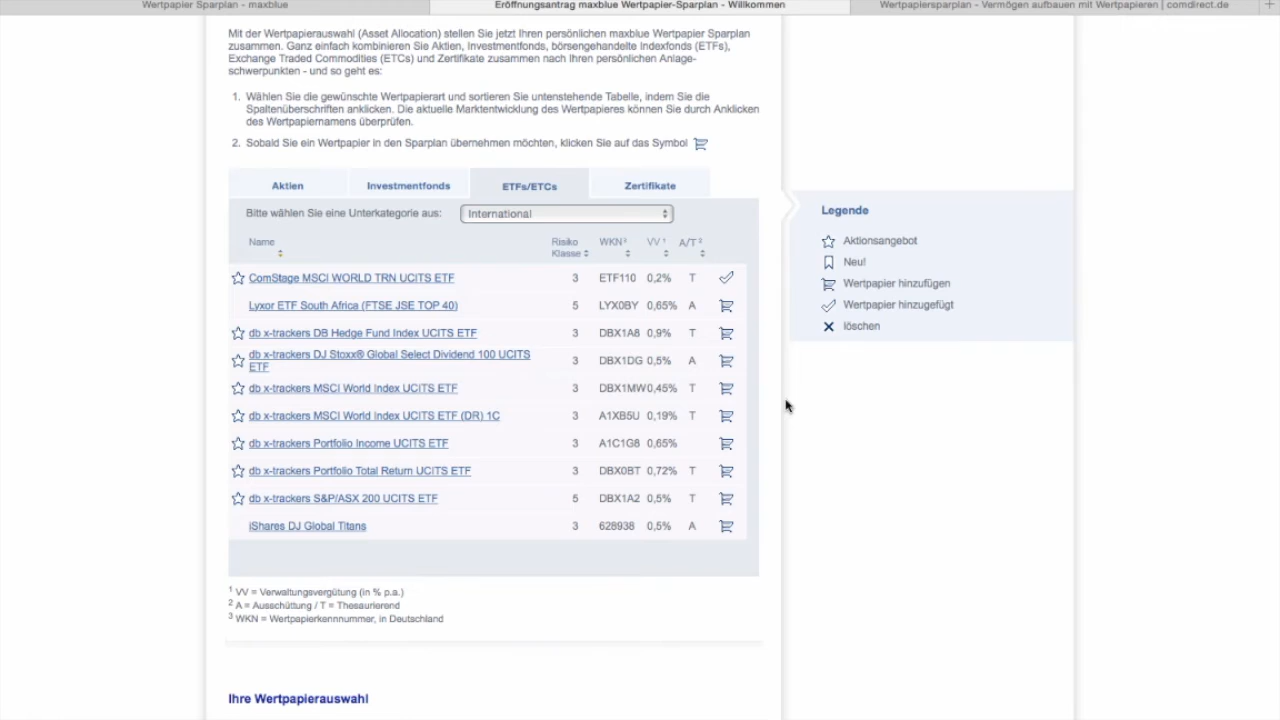 Wertpapier Sparplan - maxblue
Eröffnungsantrag maxblue Wertpapier-Sparplan - Willkommen
Wertpapiersparplan - Vermögen aufbauen mit Wertpapieren | comdirect.de
Mit der Wertpapierauswahl (Asset Allocation) stellen Sie jetzt Ihren persönlichen maxblue Wertpapier Sparplan
zusammen. Ganz einfach kombinieren Sie Aktien, Investmentfonds, börsengehandelte Indexfonds (ETFs),
Exchange Traded Commodities (ETCs) und Zertifikate zusammen nach Ihren persönlichen Anlage-
schwerpunkten - und so geht es:
1. Wählen Sie die gewünschte Wertpapierart und sortieren Sie untenstehende Tabelle, indem Sie die
Spaltenüberschriften anklicken. Die aktuelle Marktentwicklung des Wertpapieres können Sie durch Anklicken
des Wertpapiernamens überprüfen.
2. Sobald Sie ein Wertpapier in den Sparplan übernehmen möchten, klicken Sie auf das Symbol
Aktien Investmentfonds ETFs/ETCs Zertifikate
Bitte wählen Sie eine Unterkategorie aus: International
Name Risiko Klasse WKN³ VV ¹ A/T ²
ComStage MSCI WORLD TRN UCITS ETF 3 ETF110 0,2% T
Lyxor ETF South Africa (FTSE JSE TOP 40) 5 LYX0BY 0,65% A
db x-trackers DB Hedge Fund Index UCITS ETF 3 DBX1A8 0,9% T
db x-trackers DJ Stoxx® Global Select Dividend 100 UCITS
ETF 3 DBX1DG 0,5% A
db x-trackers MSCI World Index UCITS ETF 3 DBX1MW 0,45% T
db x-trackers MSCI World Index UCITS ETF (DR) 1C 3 A1XB5U 0,19% T
db x-trackers Portfolio Income UCITS ETF 3 A1C1G8 0,65%
db x-trackers Portfolio Total Return UCITS ETF 3 DBX0BT 0,72% T
db x-trackers S&P/ASX 200 UCITS ETF 5 DBX1A2 0,5% T
iShares DJ Global Titans 3 628938 0,5% A
¹ VV = Verwaltungsvergütung (in % p.a.)
² A = Ausschüttung / T = Thesaurierend
³ WKN = Wertpapierkennnummer, in Deutschland
Ihre Wertpapierauswahl
Legende
Aktionsangebot
Neu!
Wertpapier hinzufügen
Wertpapier hinzugefügt
löschen